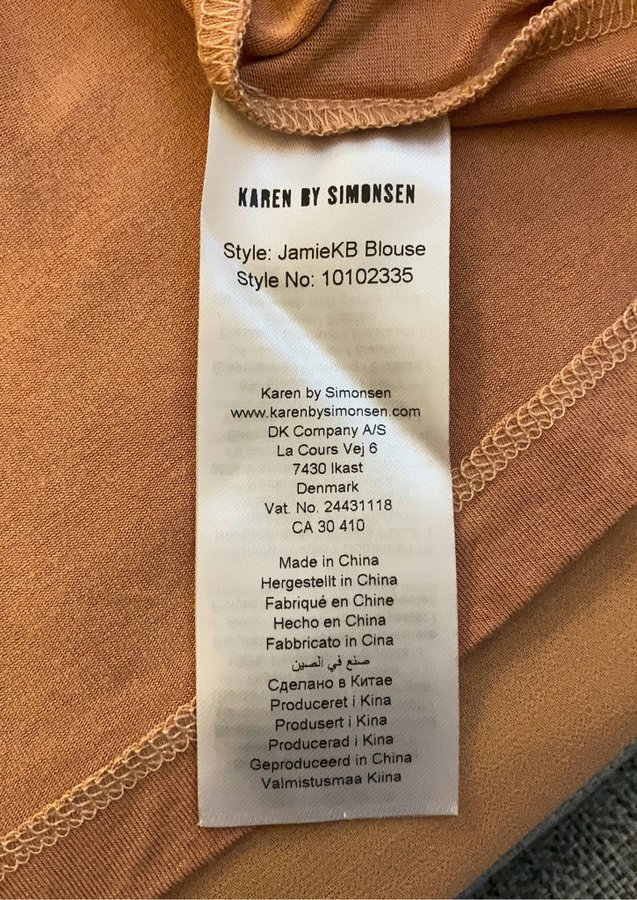 KAREN BY SIMONSEN
Style: JamieKB Blouse
Style No: 10102335
Karen by Simonsen
www.karenbysimonsen.com
DK Company A/S
La Cours Vej 6
7430 Ikast
Denmark
Vat. No. 24431118
CA 30 410
Made in China
Hergestellt in China
Fabriqué en Chine
Hecho en China
Fabbricato in Cina
صنع في الصين
Сделано в Китае
Produceret i Kina
Produsert i Kina
Producerad i Kina
Geproduceerd in China
Valmistusmaa Kiina